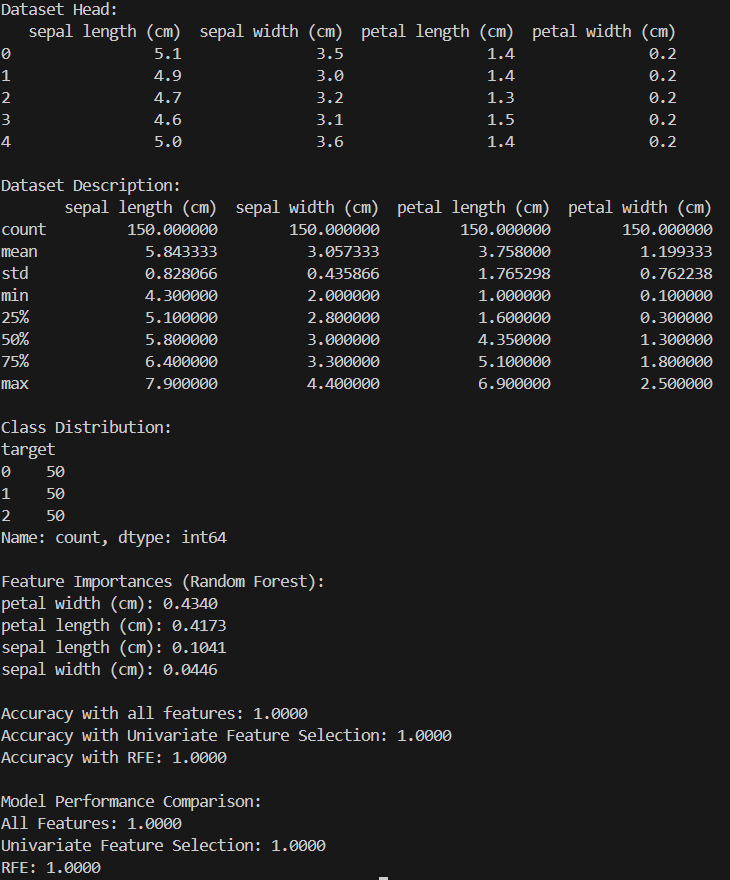 Dataset Head:
   sepal length (cm)  sepal width (cm)  petal length (cm)  petal width (cm)
0                5.1               3.5                1.4               0.2
1                4.9               3.0                1.4               0.2
2                4.7               3.2                1.3               0.2
3                4.6               3.1                1.5               0.2
4                5.0               3.6                1.4               0.2
Dataset Description:
       sepal length (cm)  sepal width (cm)  petal length (cm)  petal width (cm)
count         150.000000        150.000000         150.000000        150.000000
mean            5.843333          3.057333           3.758000          1.199333
std             0.828066          0.435866           1.765298          0.762238
min             4.300000          2.000000           1.000000          0.100000
25%             5.100000          2.800000           1.600000          0.300000
50%             5.800000          3.000000           4.350000          1.300000
75%             6.400000          3.300000           5.100000          1.800000
max             7.900000          4.400000           6.900000          2.500000
Class Distribution:
target
0    50
1    50
2    50
Name: count, dtype: int64
Feature Importances (Random Forest):
petal width (cm): 0.4340
petal length (cm): 0.4173
sepal length (cm): 0.1041
sepal width (cm): 0.0446
Accuracy with all features: 1.0000
Accuracy with Univariate Feature Selection: 1.0000
Accuracy with RFE: 1.0000
Model Performance Comparison:
All Features: 1.0000
Univariate Feature Selection: 1.0000
RFE: 1.0000